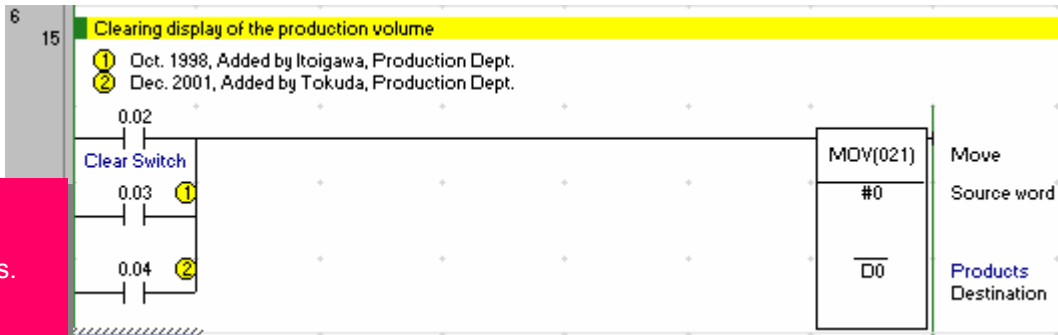 6
15
Clearing display of the production volume
1 Oct. 1998, Added by Itoigawa, Production Dept.
2 Dec. 2001, Added by Tokuda, Production Dept.
0.02
Clear Switch
MOV(021) Move
0.03 1
#0 Source word
s.
0.04 2
D0 Products
Destination